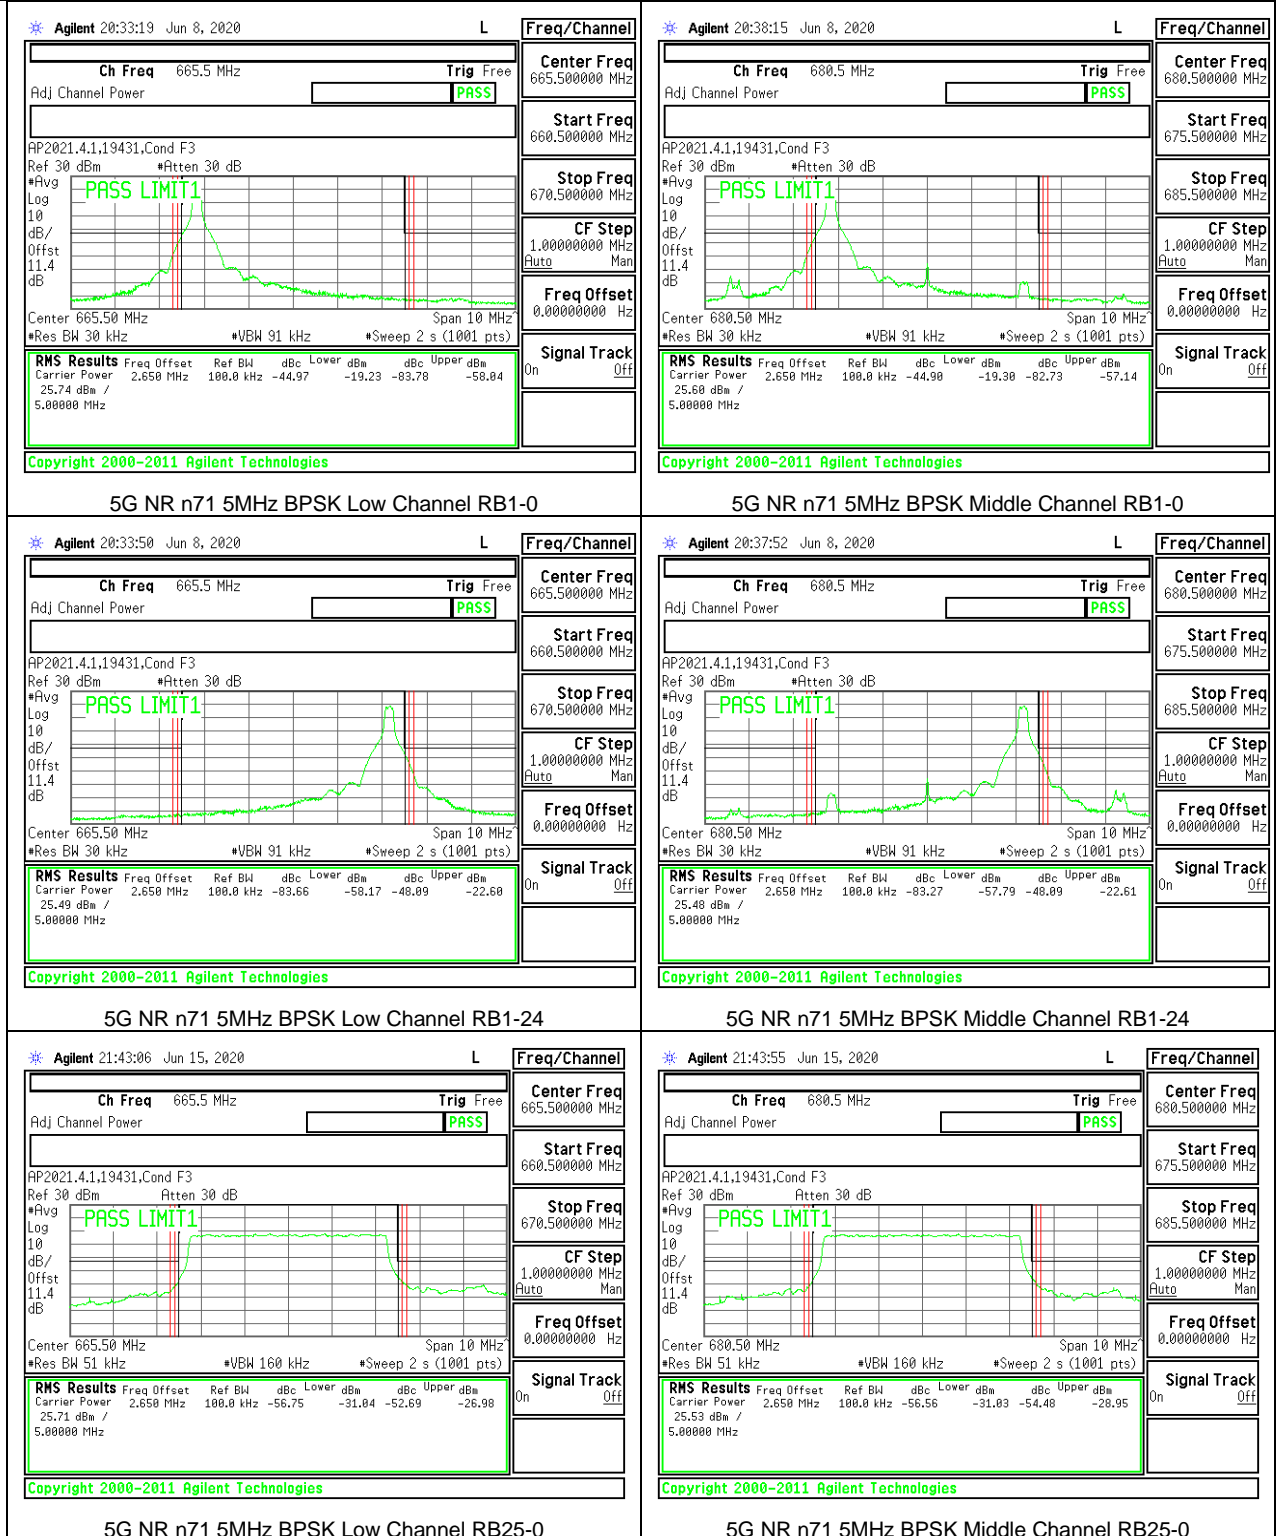 Agilent 20:33:19 Jun 8, 2020 L Freq/Channel
Ch Freq 665.5 MHz Trig Free
Adj Channel Power PASS
Center Freq
665.500000 MHz
Start Freq
660.500000 MHz
Stop Freq
670.500000 MHz
CF Step
1.00000000 MHz
Auto Man
Freq Offset
0.00000000 Hz
Signal Track
On Off
AP2021.4.1,19431,Cond F3
Ref 30 dBm #Atten 30 dB
#Avg
Log
10
dB/
Offst
11.4
dB
PASS LIMIT1
Center 665.50 MHz Span 10 MHz^
#Res BW 30 kHz #VBW 91 kHz #Sweep 2 s (1001 pts)
RMS Results Freq Offset Ref BW dBc Lower dBm dBc Upper dBm
Carrier Power 2.650 MHz 100.0 kHz -44.97 -19.23 -83.78 -58.04
25.74 dBm /
5.00000 MHz
Copyright 2000-2011 Agilent Technologies
5G NR n71 5MHz BPSK Low Channel RB1-0
Agilent 20:38:15 Jun 8, 2020 L Freq/Channel
Ch Freq 680.5 MHz Trig Free
Adj Channel Power PASS
Center Freq
680.500000 MHz
Start Freq
675.500000 MHz
Stop Freq
685.500000 MHz
CF Step
1.00000000 MHz
Auto Man
Freq Offset
0.00000000 Hz
Signal Track
On Off
AP2021.4.1,19431,Cond F3
Ref 30 dBm #Atten 30 dB
#Avg
Log
10
dB/
Offst
11.4
dB
PASS LIMIT1
Center 680.50 MHz Span 10 MHz^
#Res BW 30 kHz #VBW 91 kHz #Sweep 2 s (1001 pts)
RMS Results Freq Offset Ref BW dBc Lower dBm dBc Upper dBm
Carrier Power 2.650 MHz 100.0 kHz -44.90 -19.30 -82.73 -57.14
25.60 dBm /
5.00000 MHz
Copyright 2000-2011 Agilent Technologies
5G NR n71 5MHz BPSK Middle Channel RB1-0
Agilent 20:33:50 Jun 8, 2020 L Freq/Channel
Ch Freq 665.5 MHz Trig Free
Adj Channel Power PASS
Center Freq
665.500000 MHz
Start Freq
660.500000 MHz
Stop Freq
670.500000 MHz
CF Step
1.00000000 MHz
Auto Man
Freq Offset
0.00000000 Hz
Signal Track
On Off
AP2021.4.1,19431,Cond F3
Ref 30 dBm #Atten 30 dB
#Avg
Log
10
dB/
Offst
11.4
dB
PASS LIMIT1
Center 665.50 MHz Span 10 MHz^
#Res BW 30 kHz #VBW 91 kHz #Sweep 2 s (1001 pts)
RMS Results Freq Offset Ref BW dBc Lower dBm dBc Upper dBm
Carrier Power 2.650 MHz 100.0 kHz -83.66 -58.17 -48.09 -22.60
25.49 dBm /
5.00000 MHz
Copyright 2000-2011 Agilent Technologies
5G NR n71 5MHz BPSK Low Channel RB1-24
Agilent 20:37:52 Jun 8, 2020 L Freq/Channel
Ch Freq 680.5 MHz Trig Free
Adj Channel Power PASS
Center Freq
680.500000 MHz
Start Freq
675.500000 MHz
Stop Freq
685.500000 MHz
CF Step
1.00000000 MHz
Auto Man
Freq Offset
0.00000000 Hz
Signal Track
On Off
AP2021.4.1,19431,Cond F3
Ref 30 dBm #Atten 30 dB
#Avg
Log
10
dB/
Offst
11.4
dB
PASS LIMIT1
Center 680.50 MHz Span 10 MHz^
#Res BW 30 kHz #VBW 91 kHz #Sweep 2 s (1001 pts)
RMS Results Freq Offset Ref BW dBc Lower dBm dBc Upper dBm
Carrier Power 2.650 MHz 100.0 kHz -83.27 -57.79 -48.09 -22.61
25.48 dBm /
5.00000 MHz
Copyright 2000-2011 Agilent Technologies
5G NR n71 5MHz BPSK Middle Channel RB1-24
Agilent 21:43:06 Jun 15, 2020 L Freq/Channel
Ch Freq 665.5 MHz Trig Free
Adj Channel Power PASS
Center Freq
665.500000 MHz
Start Freq
660.500000 MHz
Stop Freq
670.500000 MHz
CF Step
1.00000000 MHz
Auto Man
Freq Offset
0.00000000 Hz
Signal Track
On Off
AP2021.4.1,19431,Cond F3
Ref 30 dBm Atten 30 dB
#Avg
Log
10
dB/
Offst
11.4
dB
PASS LIMIT1
Center 665.50 MHz Span 10 MHz^
#Res BW 51 kHz #VBW 160 kHz #Sweep 2 s (1001 pts)
RMS Results Freq Offset Ref BW dBc Lower dBm dBc Upper dBm
Carrier Power 2.650 MHz 100.0 kHz -56.75 -31.04 -52.69 -26.98
25.71 dBm /
5.00000 MHz
Copyright 2000-2011 Agilent Technologies
5G NR n71 5MHz BPSK Low Channel RB25-0
Agilent 21:43:55 Jun 15, 2020 L Freq/Channel
Ch Freq 680.5 MHz Trig Free
Adj Channel Power PASS
Center Freq
680.500000 MHz
Start Freq
675.500000 MHz
Stop Freq
685.500000 MHz
CF Step
1.00000000 MHz
Auto Man
Freq Offset
0.00000000 Hz
Signal Track
On Off
AP2021.4.1,19431,Cond F3
Ref 30 dBm Atten 30 dB
#Avg
Log
10
dB/
Offst
11.4
dB
PASS LIMIT1
Center 680.50 MHz Span 10 MHz^
#Res BW 51 kHz #VBW 160 kHz #Sweep 2 s (1001 pts)
RMS Results Freq Offset Ref BW dBc Lower dBm dBc Upper dBm
Carrier Power 2.650 MHz 100.0 kHz -56.56 -31.03 -54.48 -28.95
25.53 dBm /
5.00000 MHz
Copyright 2000-2011 Agilent Technologies
5G NR n71 5MHz BPSK Middle Channel RB25-0